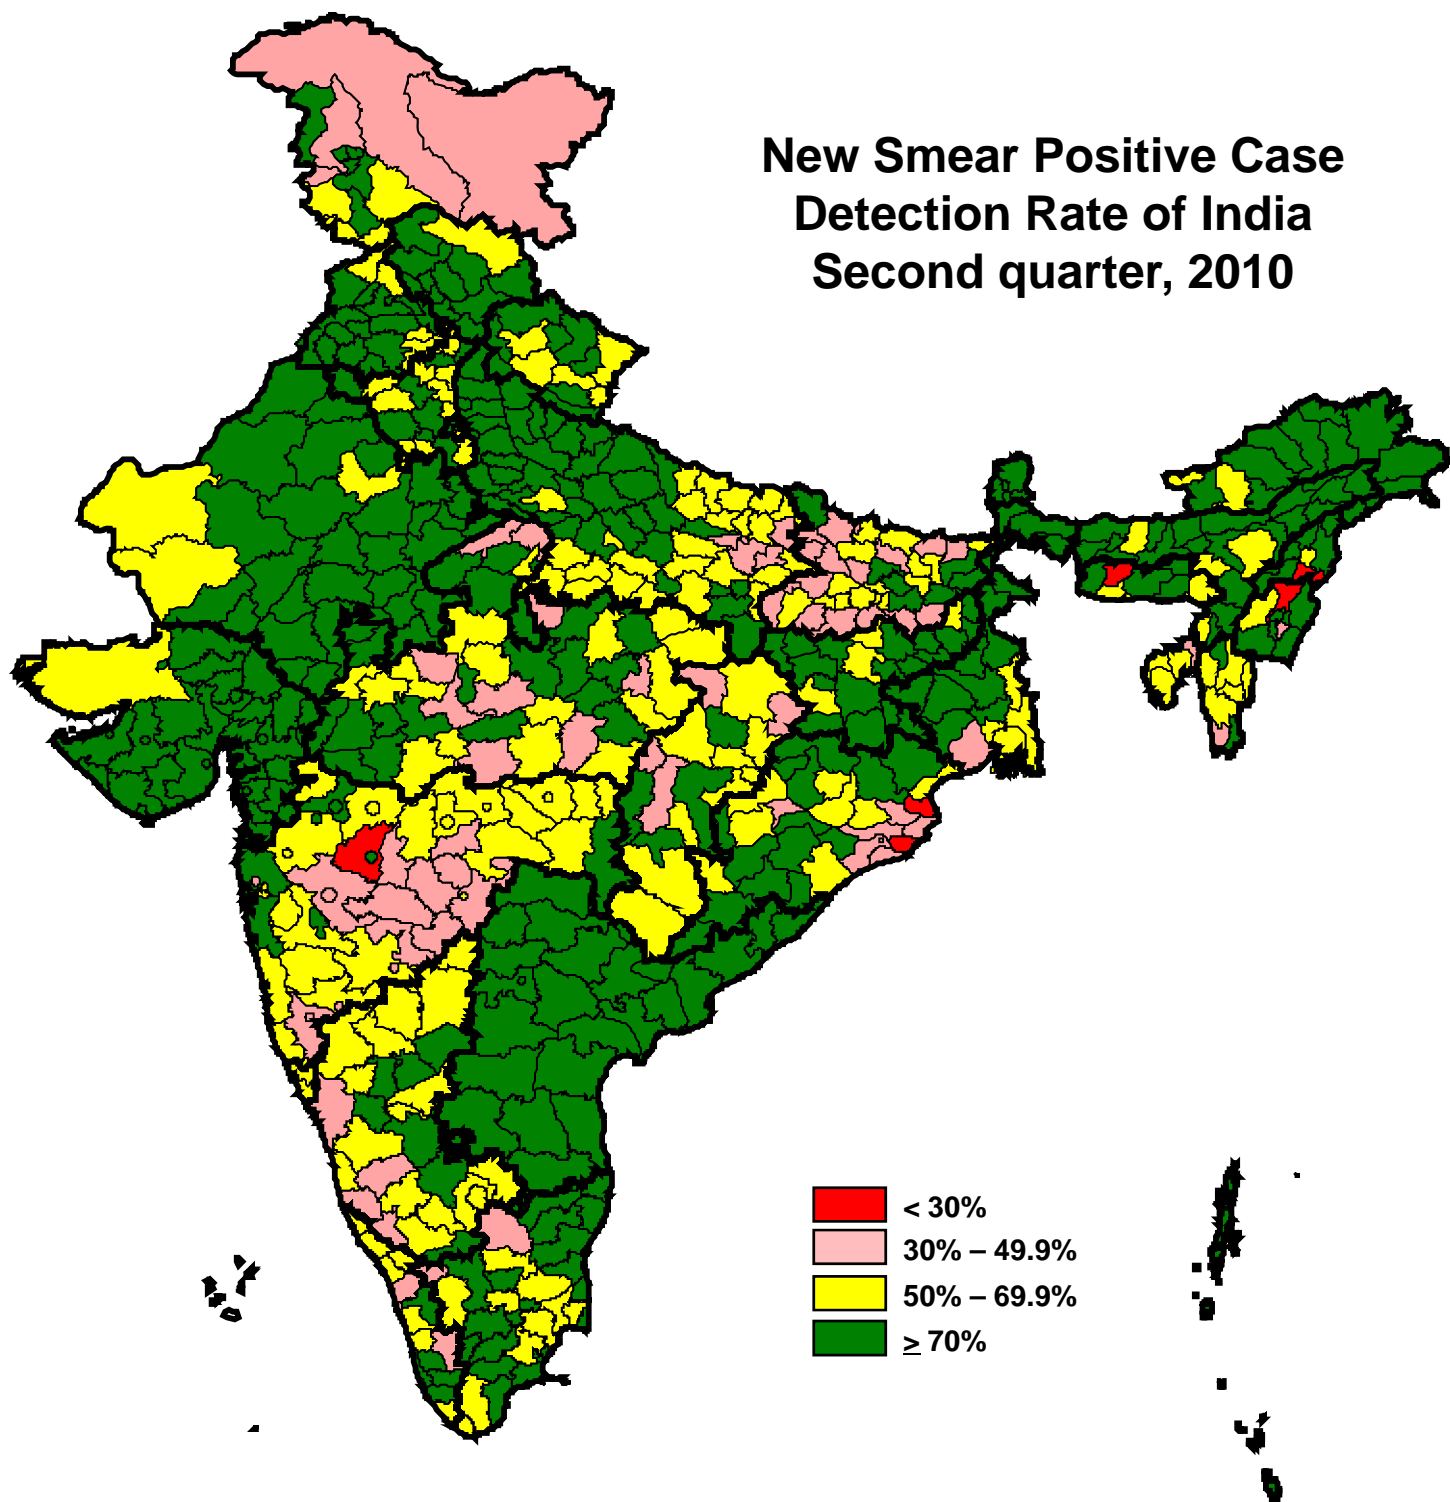 New Smear Positive Case
Detection Rate of India
Second quarter, 2010
< 30%
30% – 49.9%
50% – 69.9%
≥ 70%